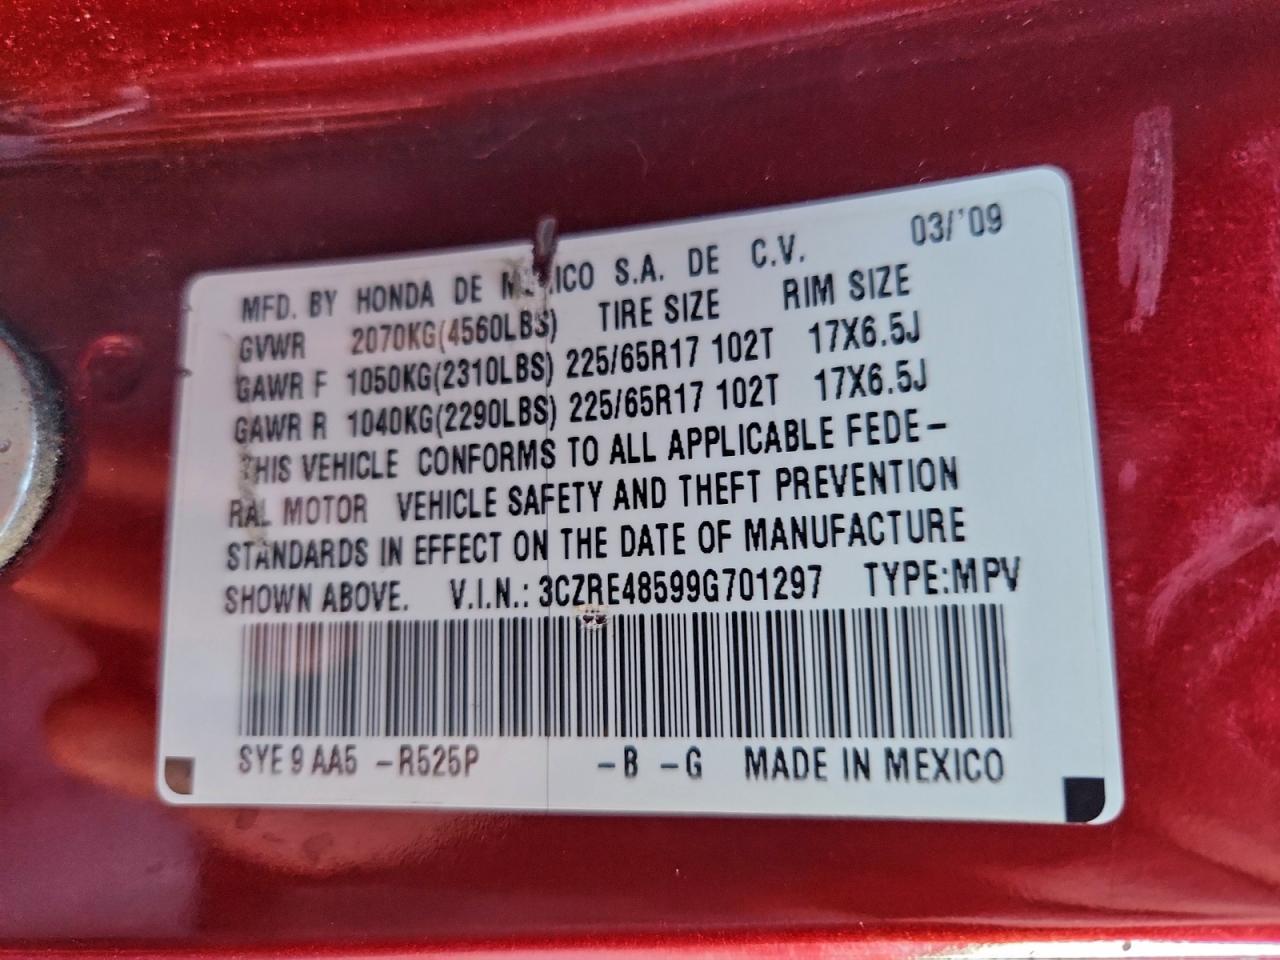 03/'09
MFD. BY HONDA DE MEXICO S.A. DE C.V.
GVWR 2070KG(4560LBS) TIRE SIZE RIM SIZE
GAWR F 1050KG(2310LBS) 225/65R17 102T 17X6.5J
GAWR R 1040KG(2290LBS) 225/65R17 102T 17X6.5J
THIS VEHICLE CONFORMS TO ALL APPLICABLE FEDE-
RAL MOTOR VEHICLE SAFETY AND THEFT PREVENTION
STANDARDS IN EFFECT ON THE DATE OF MANUFACTURE
SHOWN ABOVE. V.I.N.: 3CZRE48599G701297 TYPE:MPV
SYE 9 AA5 -R525P -B -G MADE IN MEXICO